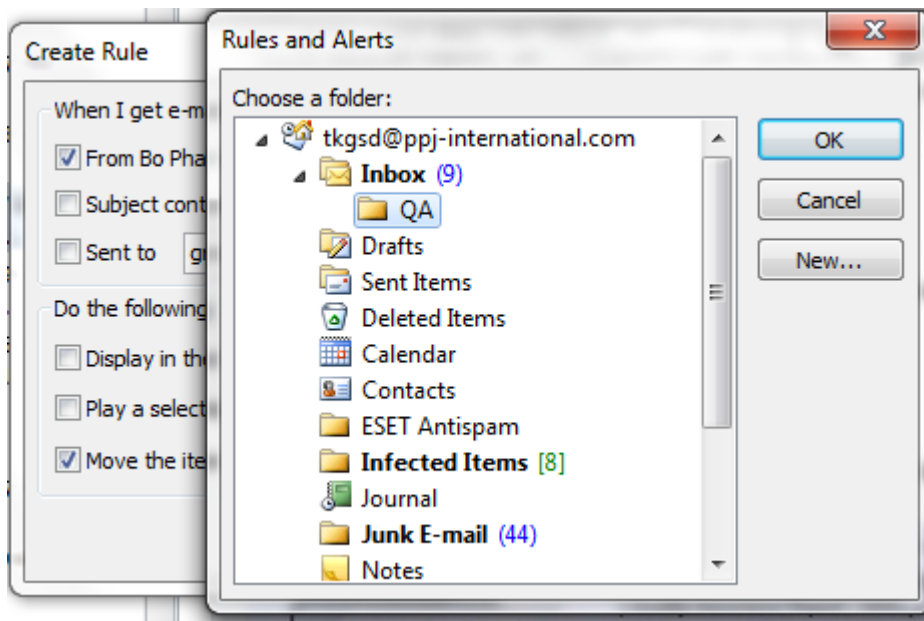 Create Rule
When I get e-m
From Bo Pha
Subject cont
Sent to
Do the following
Display in the
Play a select
Move the ite
Rules and Alerts
Choose a folder:
tkgsd@ppj-international.com
Inbox (9)
QA
Drafts
Sent Items
Deleted Items
Calendar
Contacts
ESET Antispam
Infected Items [8]
Journal
Junk E-mail (44)
Notes
OK
Cancel
New...